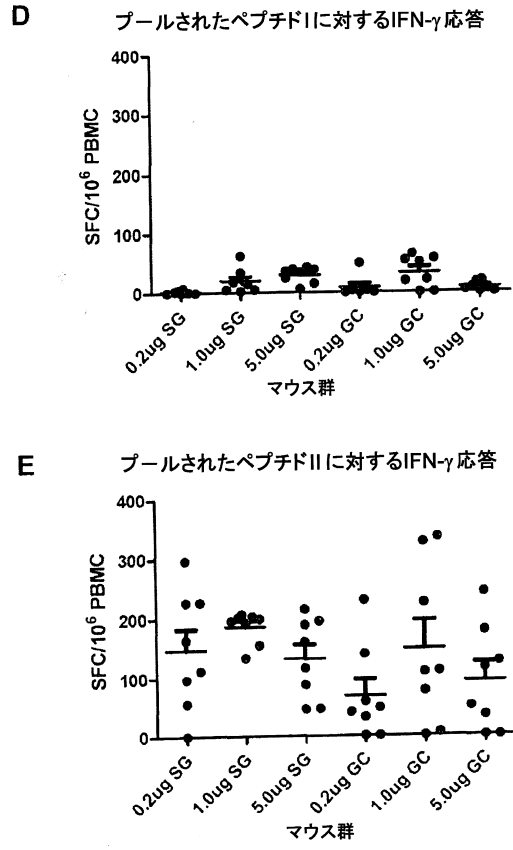 D
プールされたペプチドIに対するIFN-γ応答
400
300
200
100
0
SFC/10⁶ PBMC
0.2ug SG
1.0ug SG
5.0ug SG
0.2ug GC
1.0ug GC
5.0ug GC
マウス群
E
プールされたペプチドIIに対するIFN-γ応答
400
300
200
100
0
SFC/10⁶ PBMC
0.2ug SG
1.0ug SG
5.0ug SG
0.2ug GC
1.0ug GC
5.0ug GC
マウス群